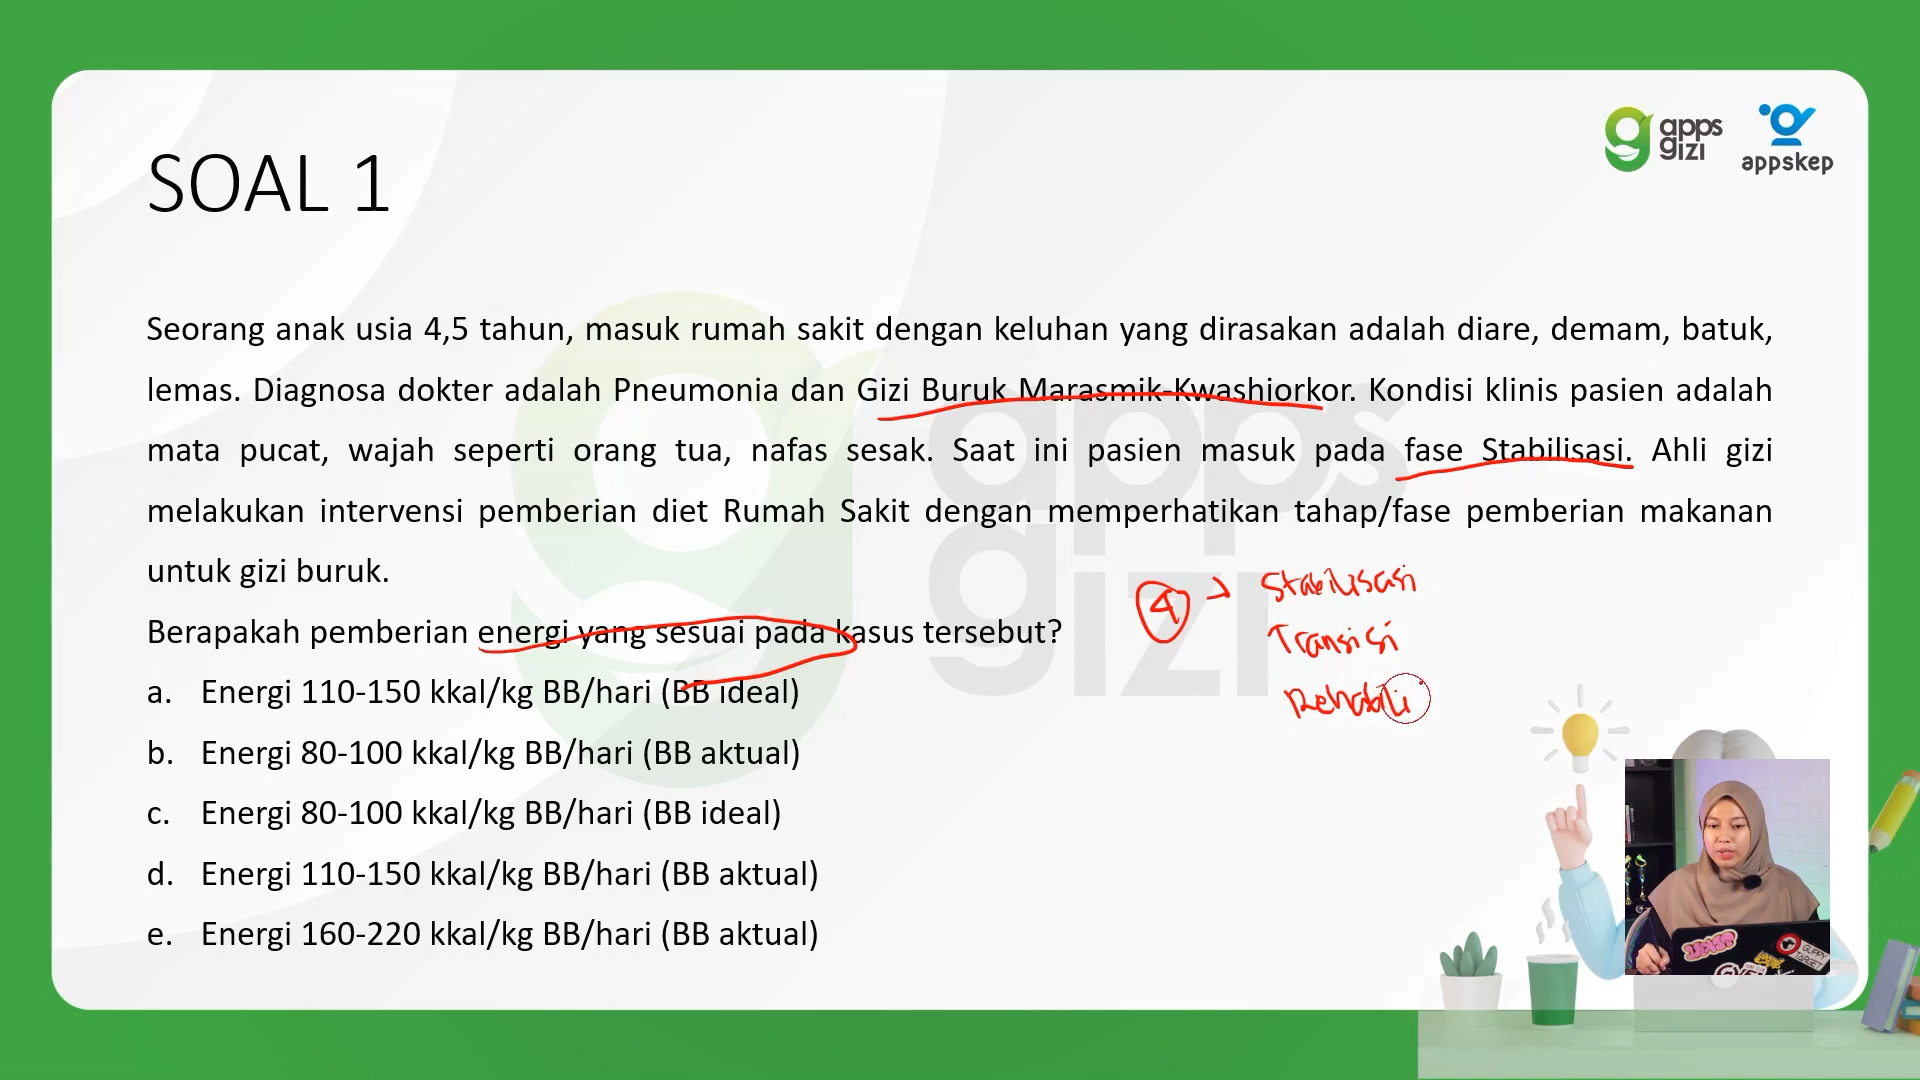 apps
gizi
appskep
SOAL 1
Seorang anak usia 4,5 tahun, masuk rumah sakit dengan keluhan yang dirasakan adalah diare, demam, batuk,
lemas. Diagnosa dokter adalah Pneumonia dan Gizi Buruk Marasmik-Kwashiorkor. Kondisi klinis pasien adalah
mata pucat, wajah seperti orang tua, nafas sesak. Saat ini pasien masuk pada fase Stabilisasi. Ahli gizi
melakukan intervensi pemberian diet Rumah Sakit dengan memperhatikan tahap/fase pemberian makanan
untuk gizi buruk.
Berapakah pemberian energi yang sesuai pada kasus tersebut?
a. Energi 110-150 kkal/kg BB/hari (BB ideal)
b. Energi 80-100 kkal/kg BB/hari (BB aktual)
c. Energi 80-100 kkal/kg BB/hari (BB ideal)
d. Energi 110-150 kkal/kg BB/hari (BB aktual)
e. Energi 160-220 kkal/kg BB/hari (BB aktual)
4 → Stabilisasi
Transisi
Rehabili
apps
gizi
GUPPY
TARGET